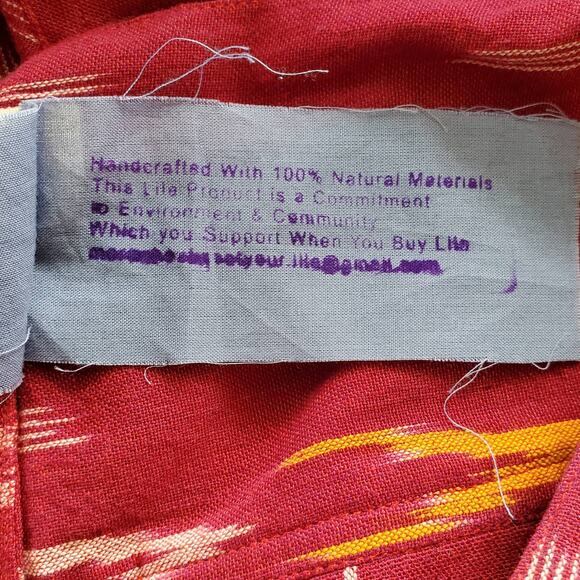 Handcrafted With 100% Natural Materials
This Lila Product is a Commitment
to Environment & Community
Which you Support When You Buy Lila